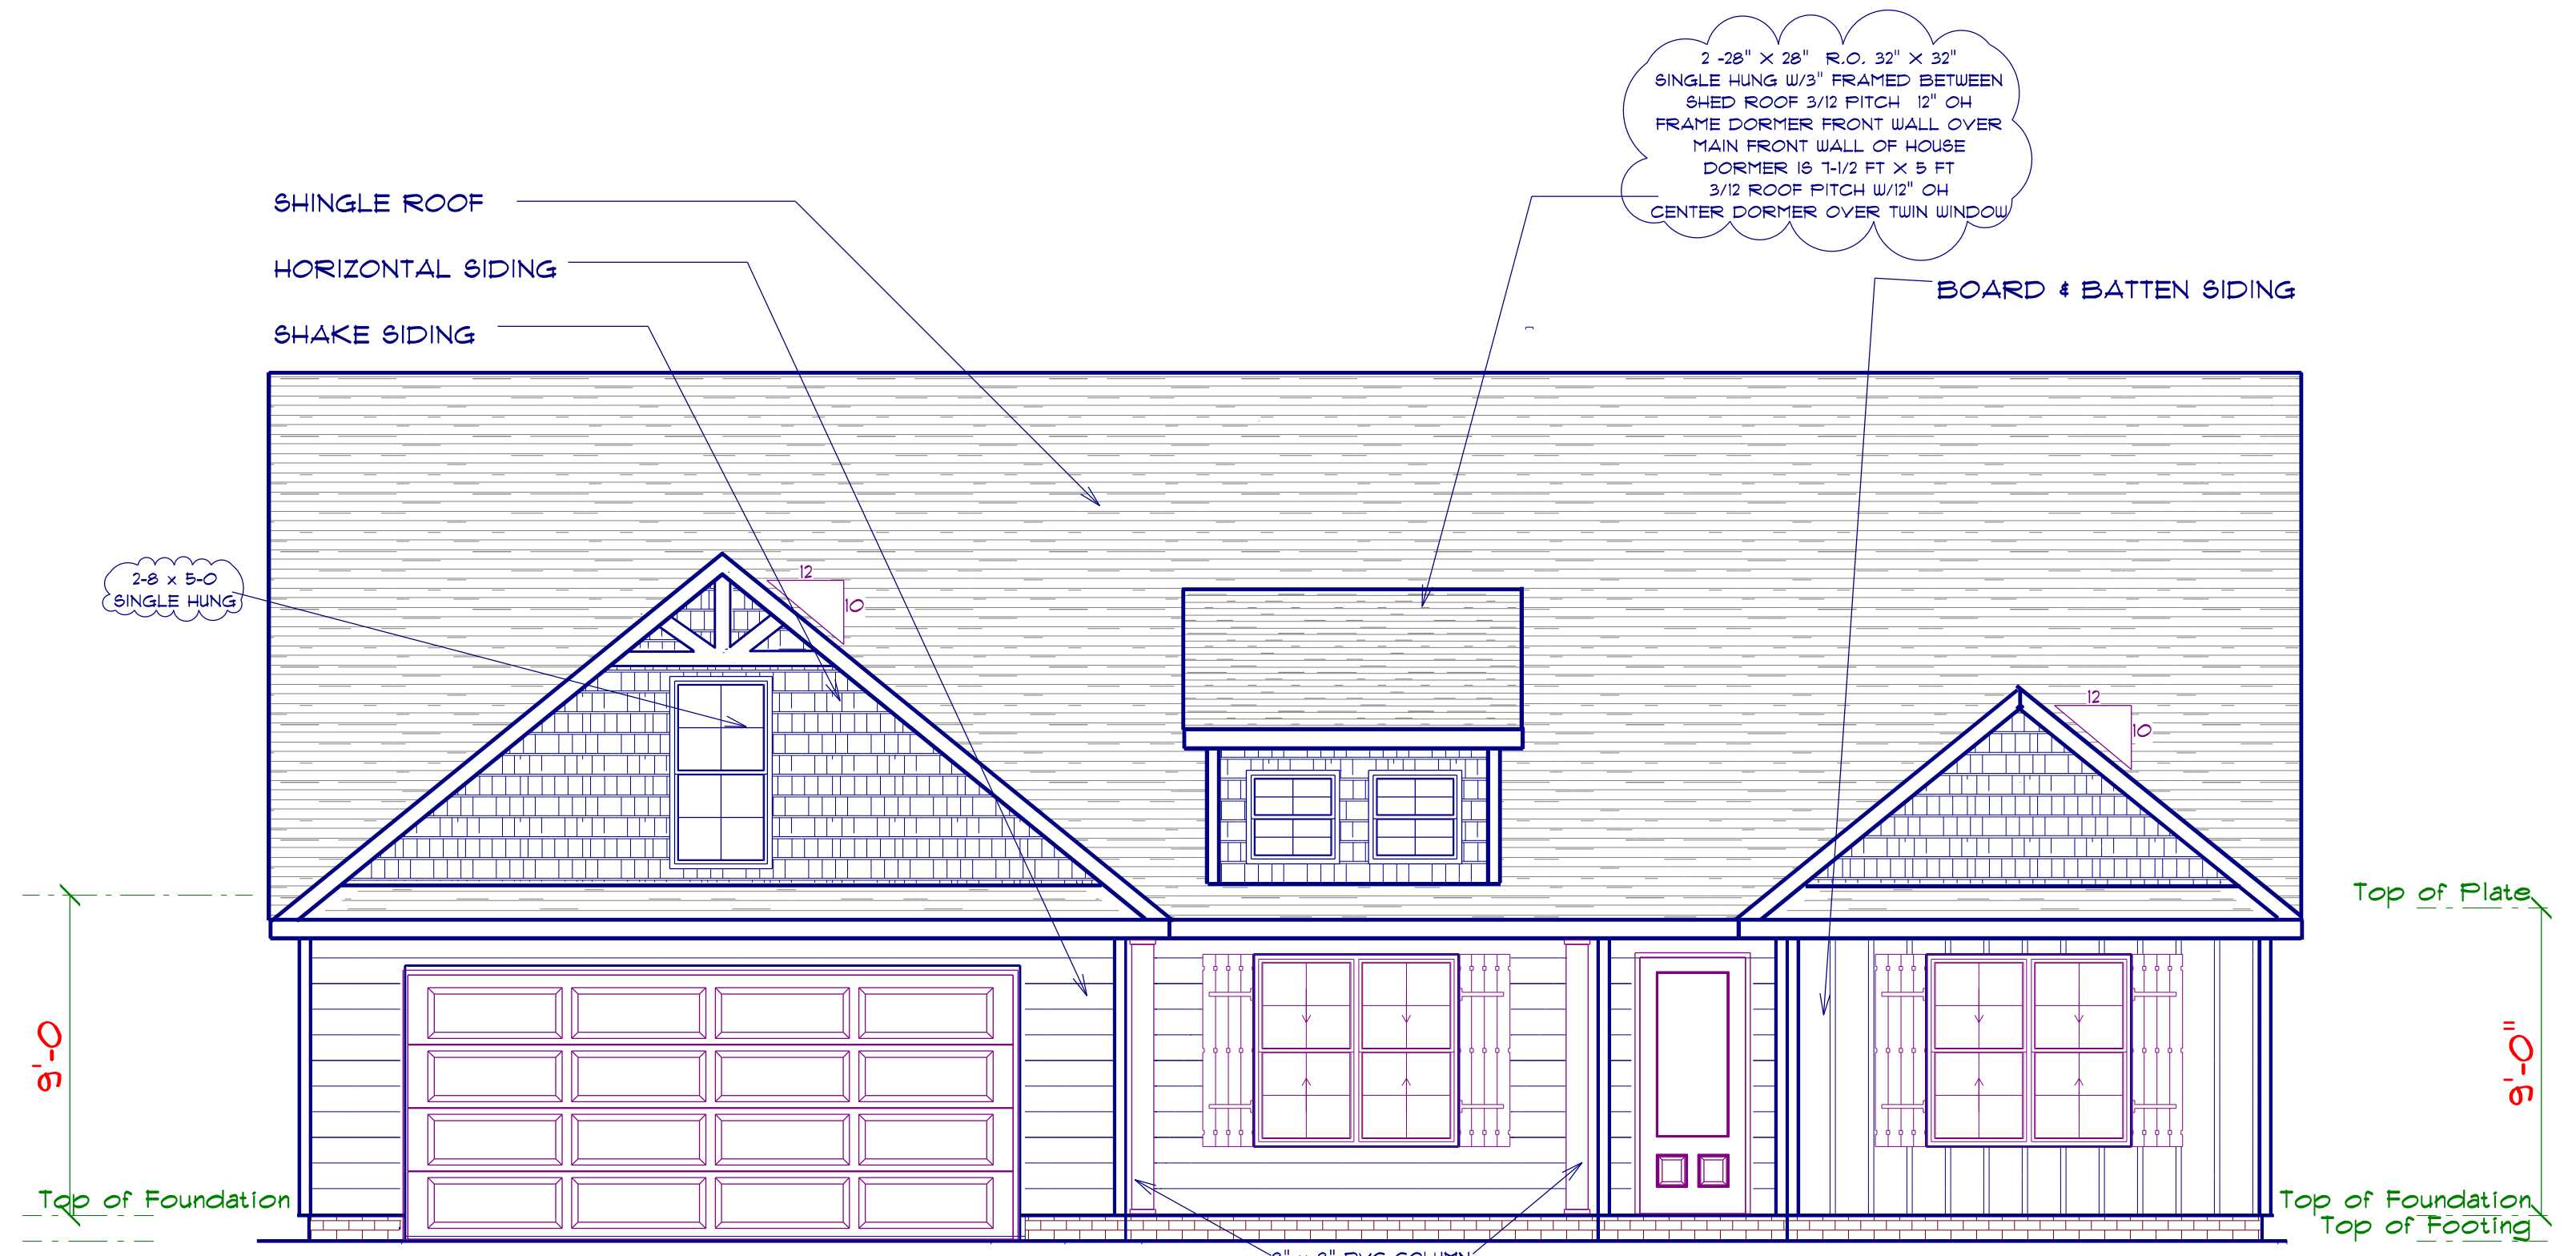 2 -28" X 28" R.O. 32" X 32"
SINGLE HUNG W/3" FRAMED BETWEEN
SHED ROOF 3/12 PITCH 12" OH
FRAME DORMER FRONT WALL OVER
MAIN FRONT WALL OF HOUSE
DORMER IS 7-1/2 FT X 5 FT
3/12 ROOF PITCH W/12" OH
CENTER DORMER OVER TWIN WINDOW
SHINGLE ROOF
HORIZONTAL SIDING
BOARD & BATTEN SIDING
SHAKE SIDING
2-8 x 5-0
SINGLE HUNG
12
10
12
10
Top of Plate
9'-0
9'-0"
Top of Foundation
Top of Foundation
Top of Footing
PVC COLUMN